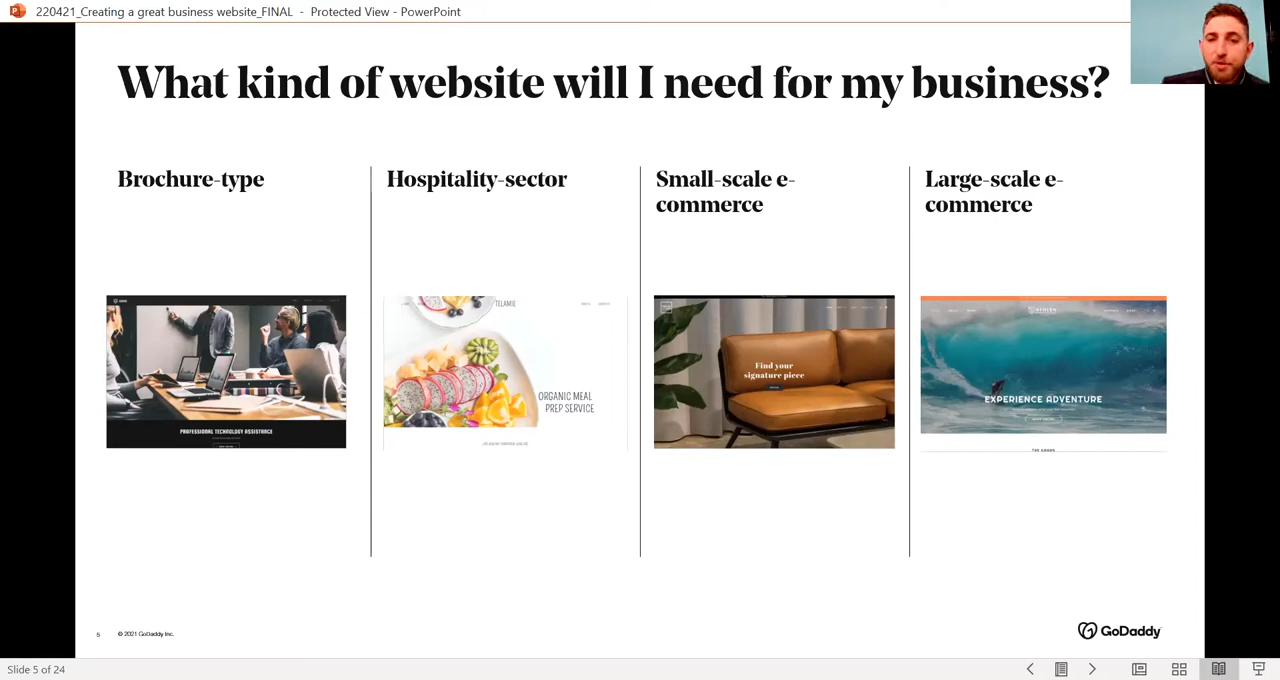 220421_Creating a great business website_FINAL - Protected View - PowerPoint
What kind of website will I need for my business?
Brochure-type
Hospitality-sector
Small-scale e-
commerce
Large-scale e-
commerce
PROFESSIONAL TECHNOLOGY ASSISTANCE
TELAMIE
ORGANIC MEAL
PREP SERVICE
Find your
signature piece
EXPERIENCE ADVENTURE
THE GOODS
5
© 2021 GoDaddy Inc.
GoDaddy
Slide 5 of 24